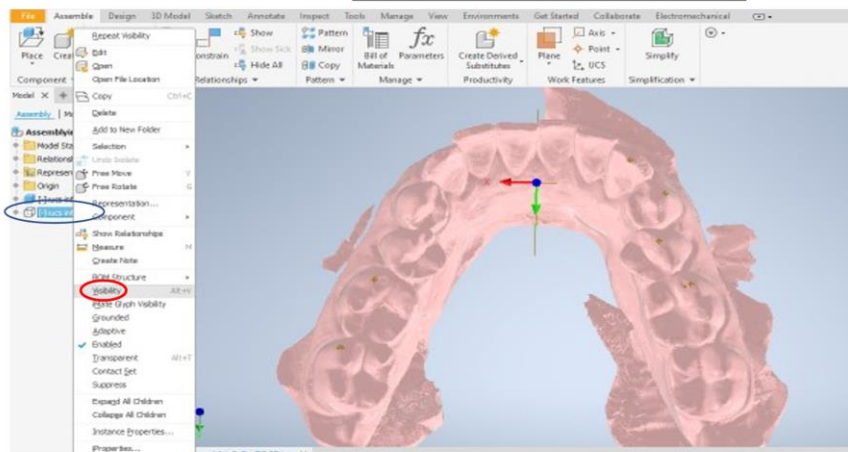 File Assemble Design 3D Model Sketch Annotate Inspect Tools Manage View Environments Get Started Collaborate Electromechanical
Place
Component
Show
Show Sick
Hide All
Relationships
Pattern
Mirror
Copy
Pattern
Bill of Materials
fx
Parameters
Manage
Create Derived Substitutes
Productivity
Plane
Axis
Point
UCS
Work Features
Simplify
Simplification
Model × +
Assembly
Model Sta
Relations
Represen
Origin
Repeat Visibility
Edit
Open
Open File Location
Copy Ctrl+C
Delete
Add to New Folder
Selection
Undo Isolate
Free Move V
Free Rotate G
Representation...
Component
Show Relationships
Measure M
Create Note
BOM Structure
Visibility Alt+V
iMate Glyph Visibility
Grounded
Adaptive
Enabled
Transparent Alt+T
Contact Set
Suppress
Expand All Children
Collapse All Children
Instance Properties...
iProperties...
X